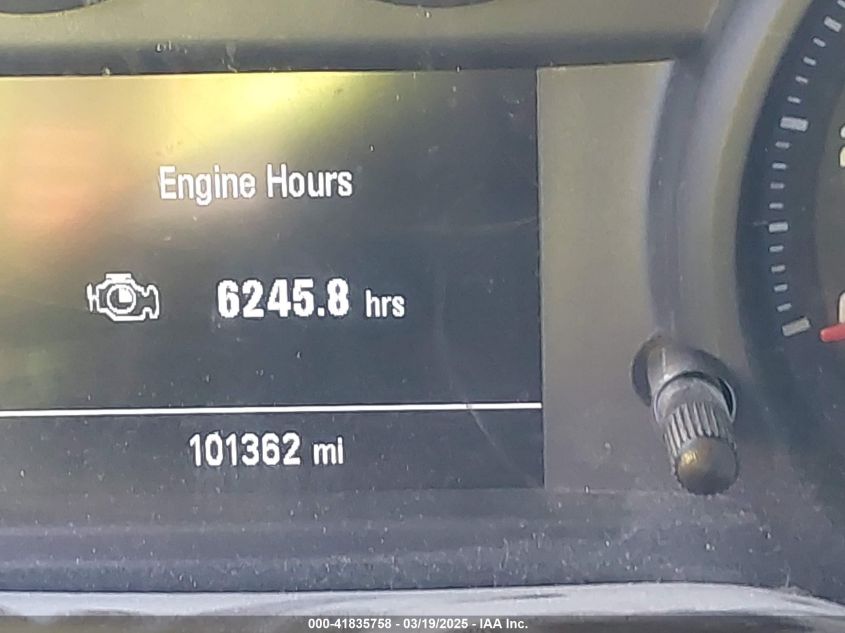 Engine Hours
6245.8 hrs
101362 mi
000-41835758 - 03/19/2025 - IAA Inc.